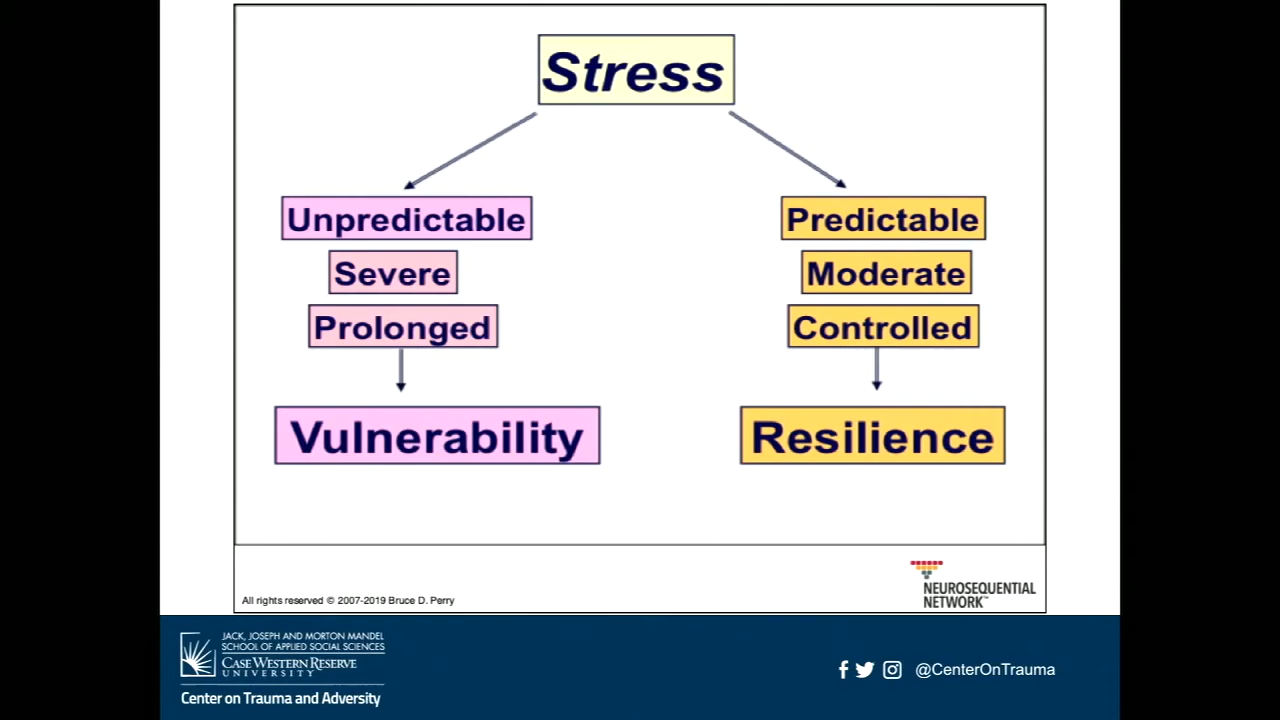 Stress
Unpredictable
Severe
Prolonged
Vulnerability
Predictable
Moderate
Controlled
Resilience
All rights reserved © 2007-2019 Bruce D. Perry
NEUROSEQUENTIAL
NETWORK™
JACK, JOSEPH AND MORTON MANDEL
SCHOOL OF APPLIED SOCIAL SCIENCES
CASE WESTERN RESERVE
UNIVERSITY
Center on Trauma and Adversity
@CenterOnTrauma